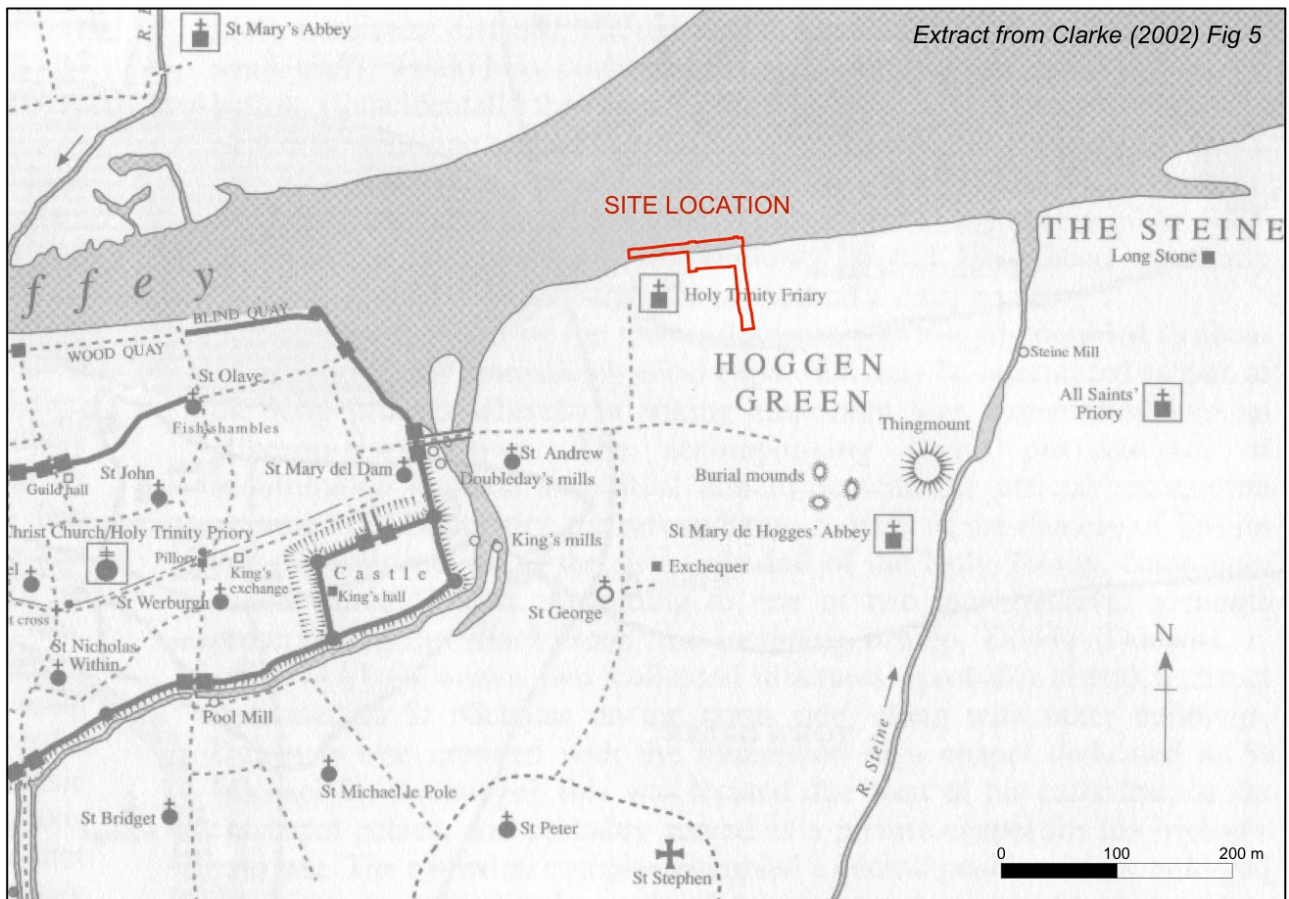 St Mary's Abbey
R.
Extract from Clarke (2002) Fig 5
SITE LOCATION
THE STEINE
Long Stone
f f e y
BLIND QUAY
WOOD QUAY
Holy Trinity Friary
HOGGEN
GREEN
Steine Mill
All Saints'
Priory
St Olave
Fishshambles
Thingmount
St John
Guild hall
St Mary del Dam
St Andrew
Doubleday's mills
Burial mounds
Christ Church/Holy Trinity Priory
Pillory
King's
exchange
Castle
King's hall
King's mills
St Mary de Hogges' Abbey
Exchequer
el
St Werburgh
St George
t cross
St Nicholas
Within
N
Pool Mill
R. Steine
St Michael le Pole
St Bridget
St Peter
St Stephen
0 100 200 m